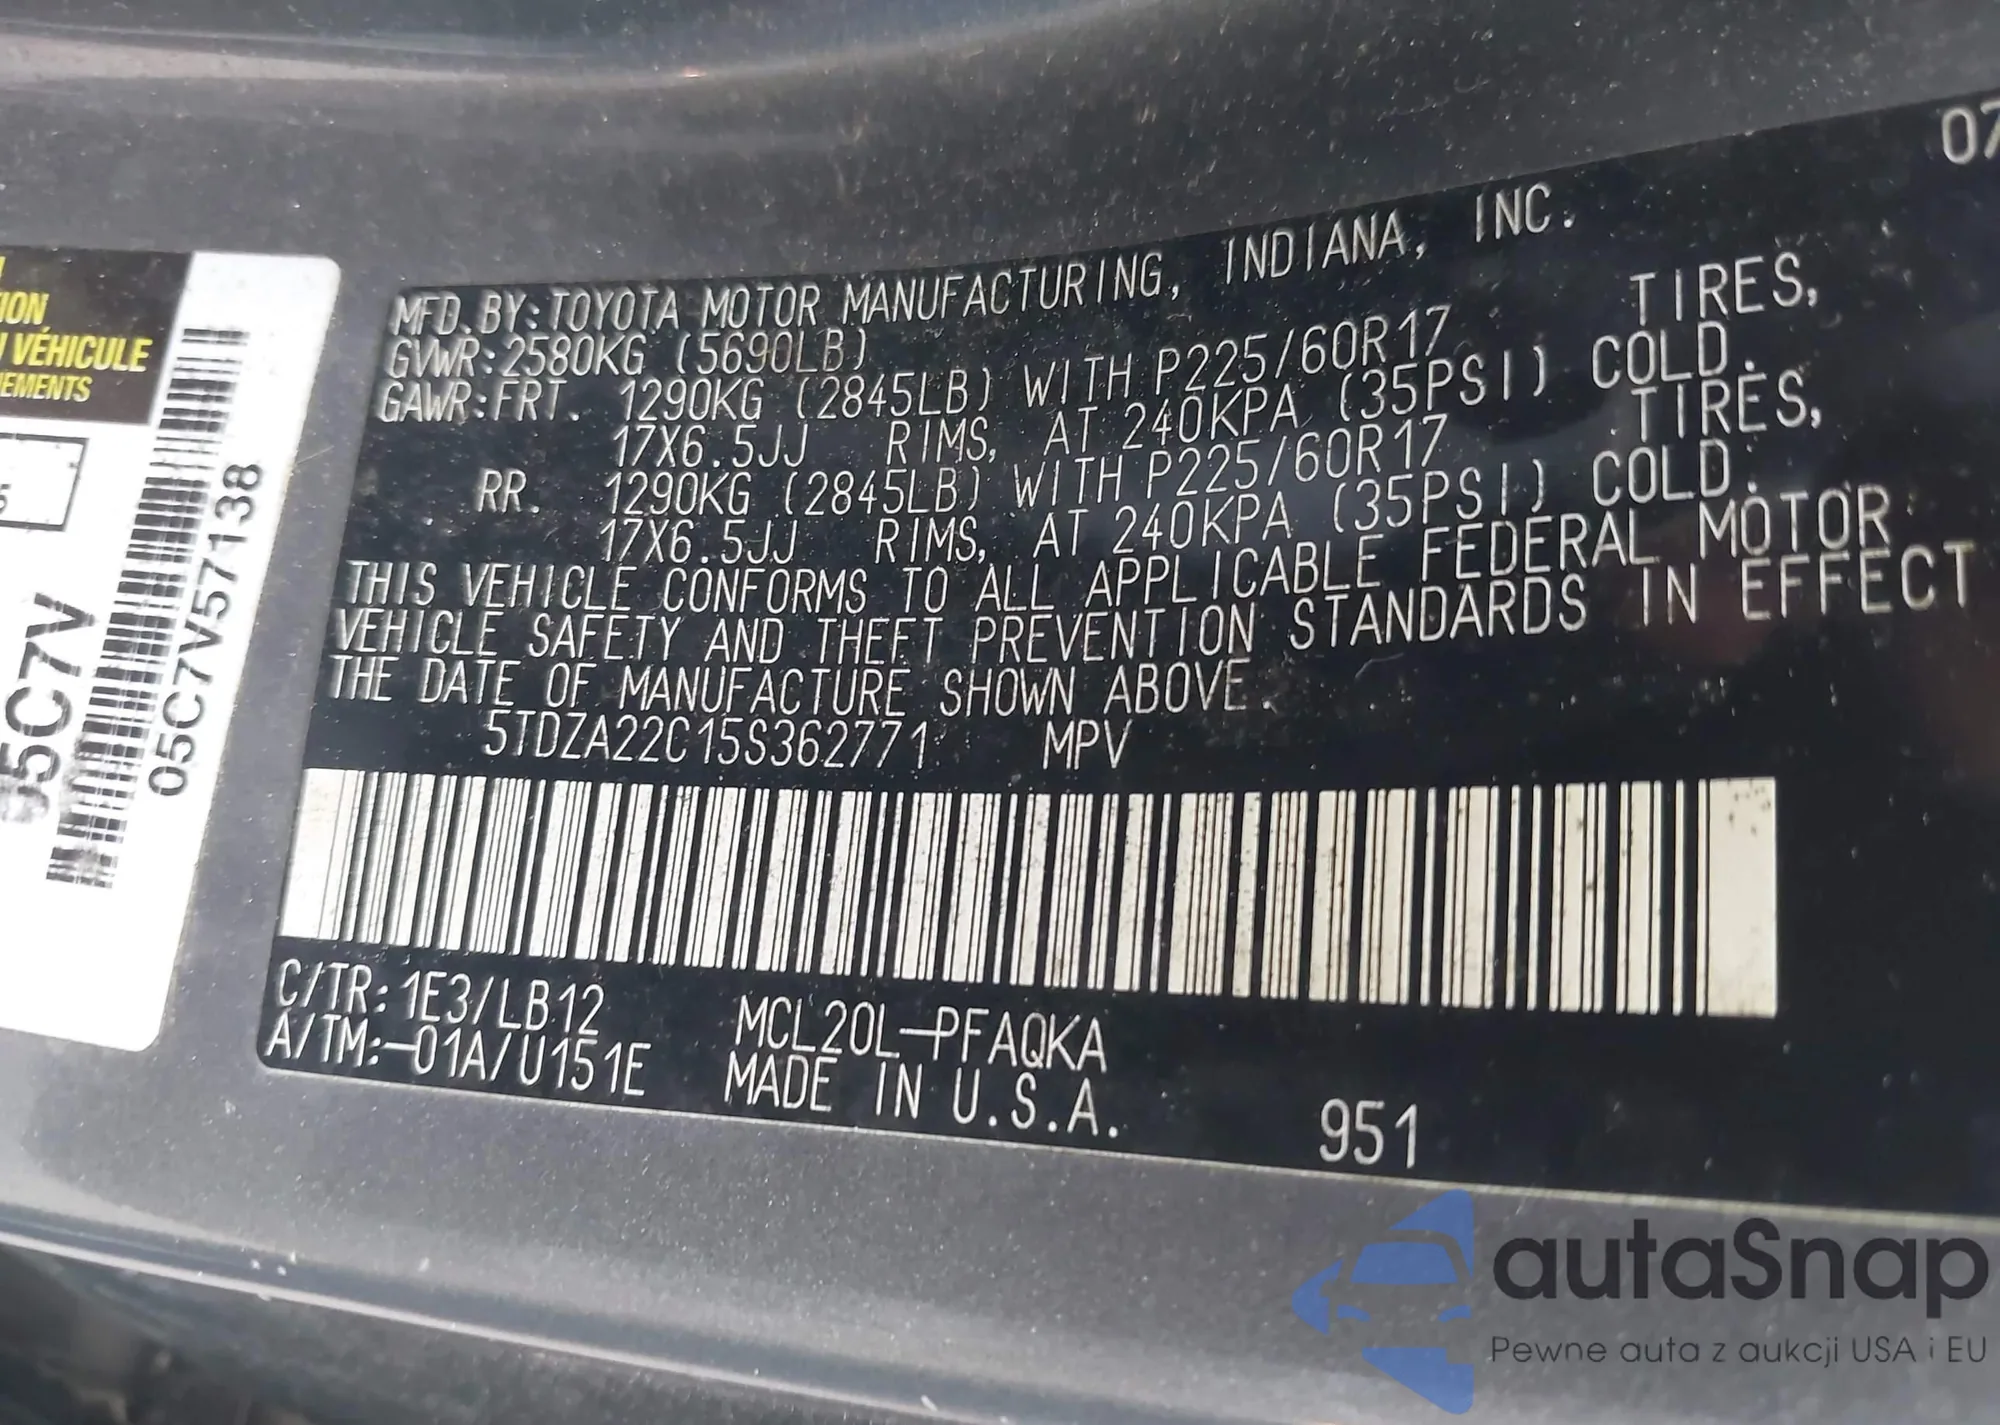 07
MFD.BY:TOYOTA MOTOR MANUFACTURING, INDIANA, INC.
GVWR:2580KG (5690LB)
GAWR:FRT. 1290KG (2845LB) WITH P225/60R17 TIRES,
17X6.5JJ RIMS, AT 240KPA (35PSI) COLD.
RR. 1290KG (2845LB) WITH P225/60R17 TIRES,
17X6.5JJ RIMS, AT 240KPA (35PSI) COLD.
THIS VEHICLE CONFORMS TO ALL APPLICABLE FEDERAL MOTOR
VEHICLE SAFETY AND THEFT PREVENTION STANDARDS IN EFFECT
THE DATE OF MANUFACTURE SHOWN ABOVE.
5TDZA22C15S362771 MPV
C/TR:1E3/LB12 MCL20L-PFAQKA
A/TM:-01A/U151E MADE IN U.S.A.
951
VÉHICULE
05C7V
05C7V57138
autaSnap
Pewne auta z aukcji USA i EU